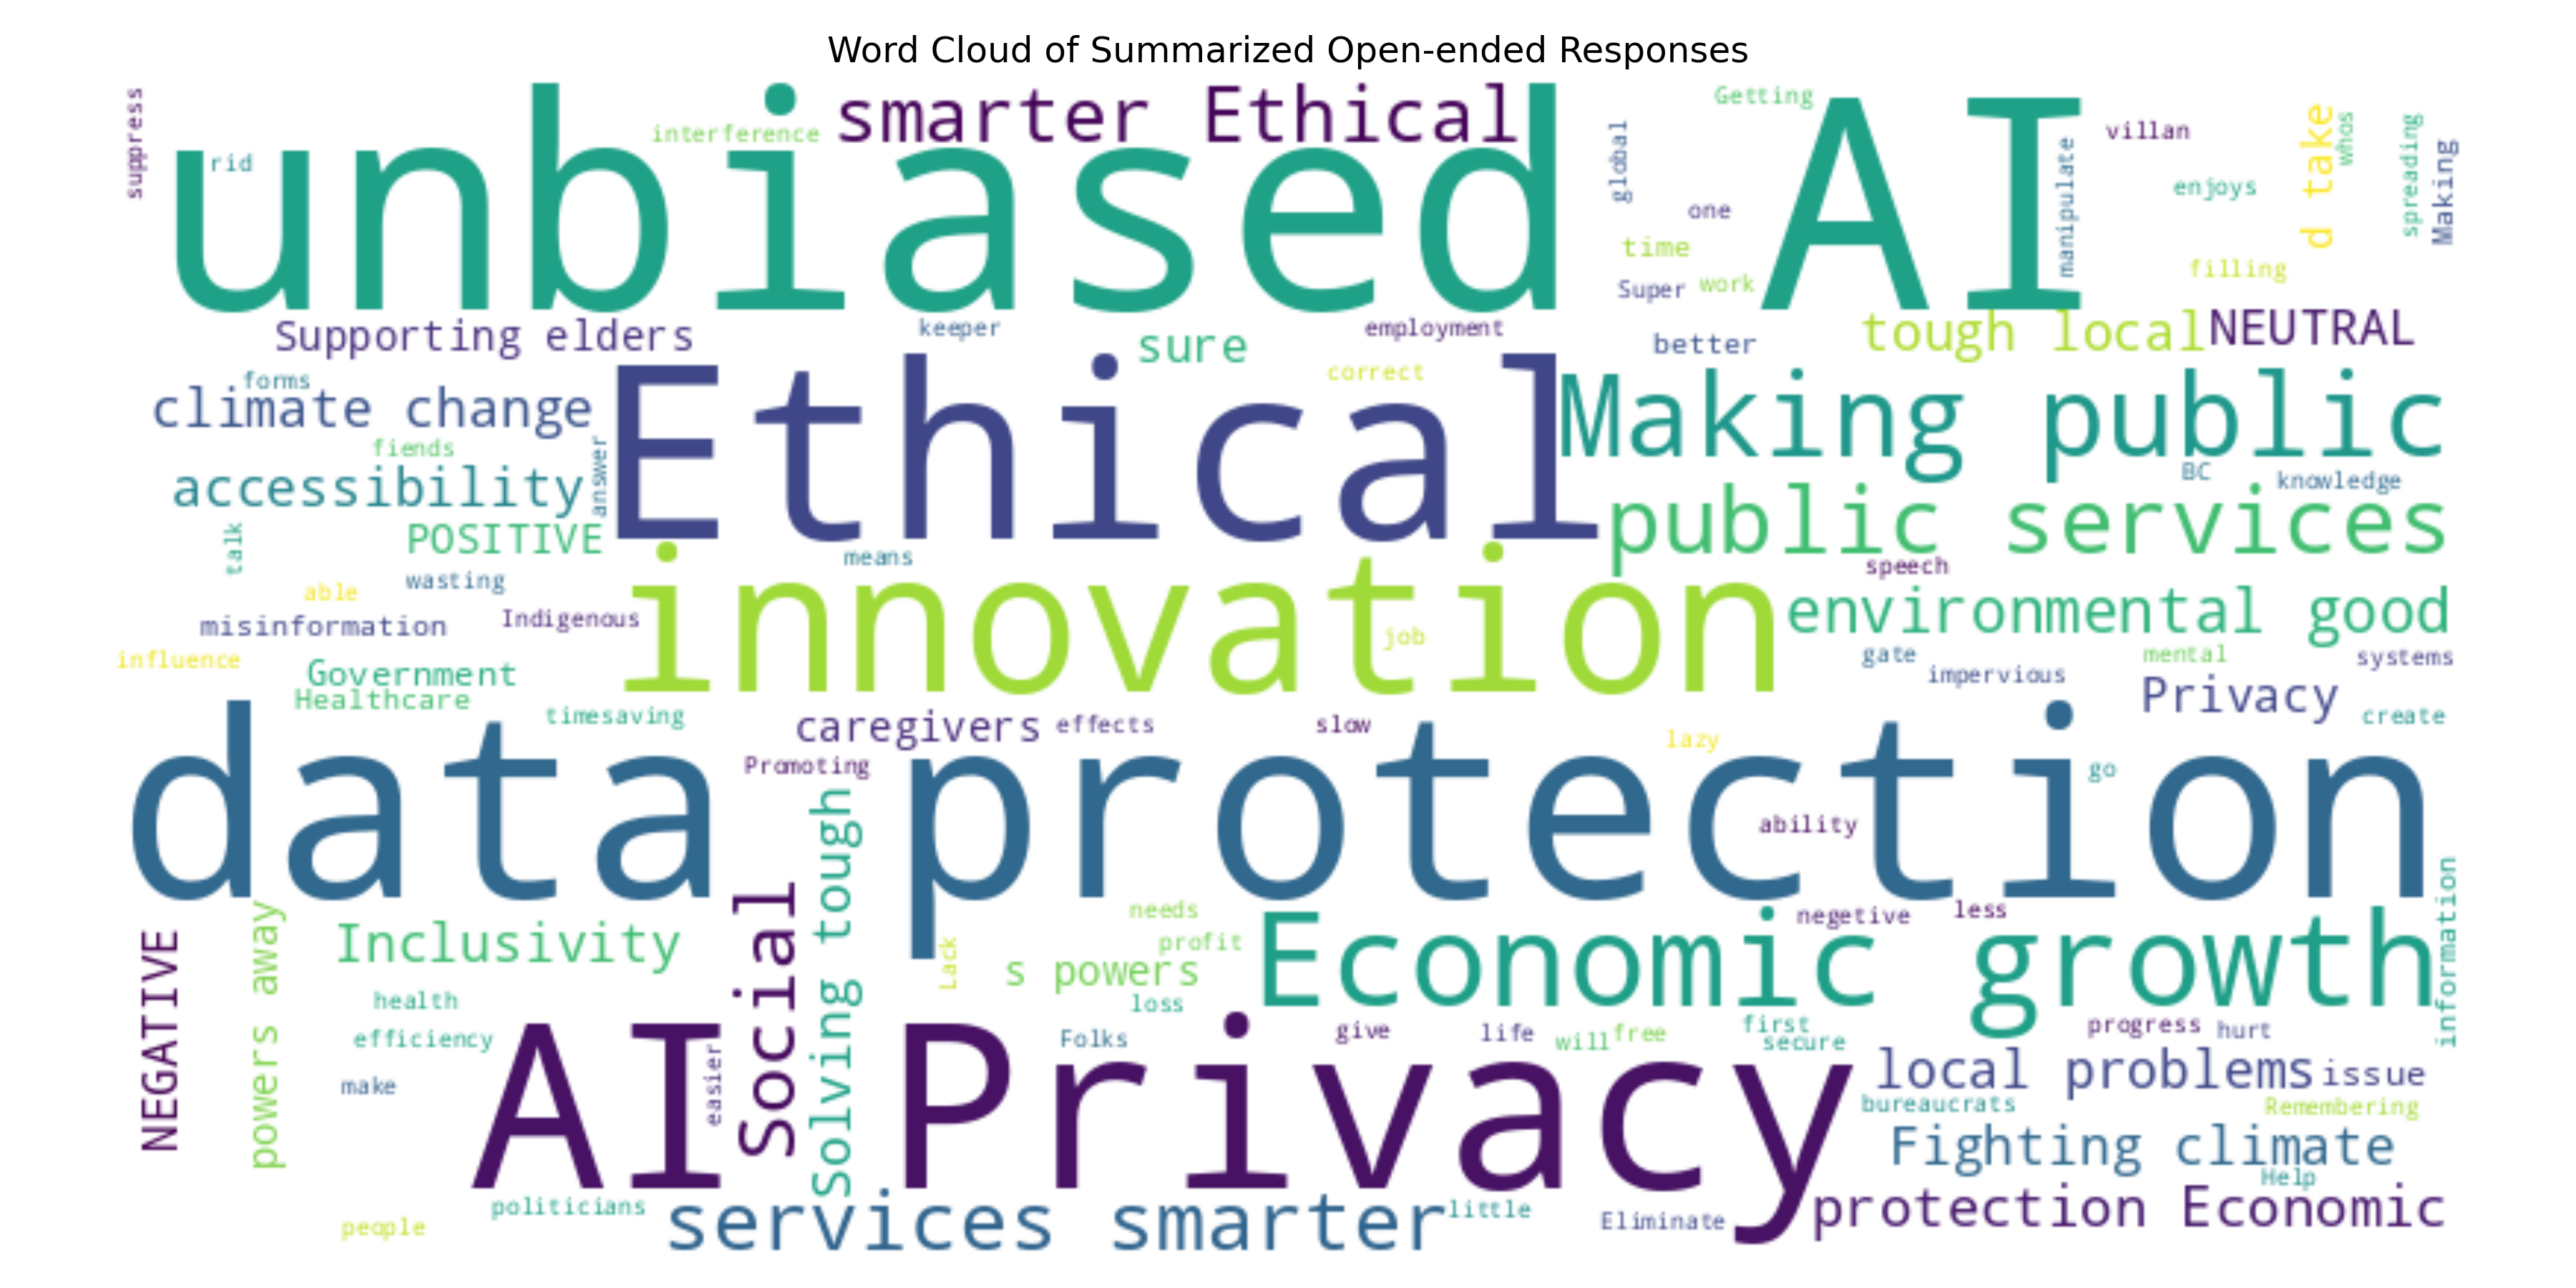 Word Cloud of Summarized Open-ended Responses
suppress
rid
interference
smarter Ethical
unbiased AI
Getting
global
one
time
Super
work
manipulate
villan
enjoys
filling
d take
whos
spreading
Making
Supporting elders
keeper
sure
employment
correct
better
tough local
NEUTRAL
forms
climate change
fiends
accessibility
answer
Ethical
Making public
BC
knowledge
talk
POSITIVE
means
public services
speech
able
wasting
misinformation
Indigenous
innovation
job
environmental good
influence
Government
Healthcare
timesaving
gate
impervious
mental
systems
Privacy
create
caregivers
effects
slow
lazy
Promoting
go
data protection
ability
NEGATIVE
powers away
Inclusivity
health
efficiency
make
people
Social
Solving tough
Lack
needs
profit
s powers
loss
Economic growth
negetive
less
information
AI Privacy
easier
Folks
give
life
will
free
first
secure
progress
hurt
local problems
issue
bureaucrats
Remembering
Fighting climate
Help
politicians
services smarter
little
Eliminate
protection Economic